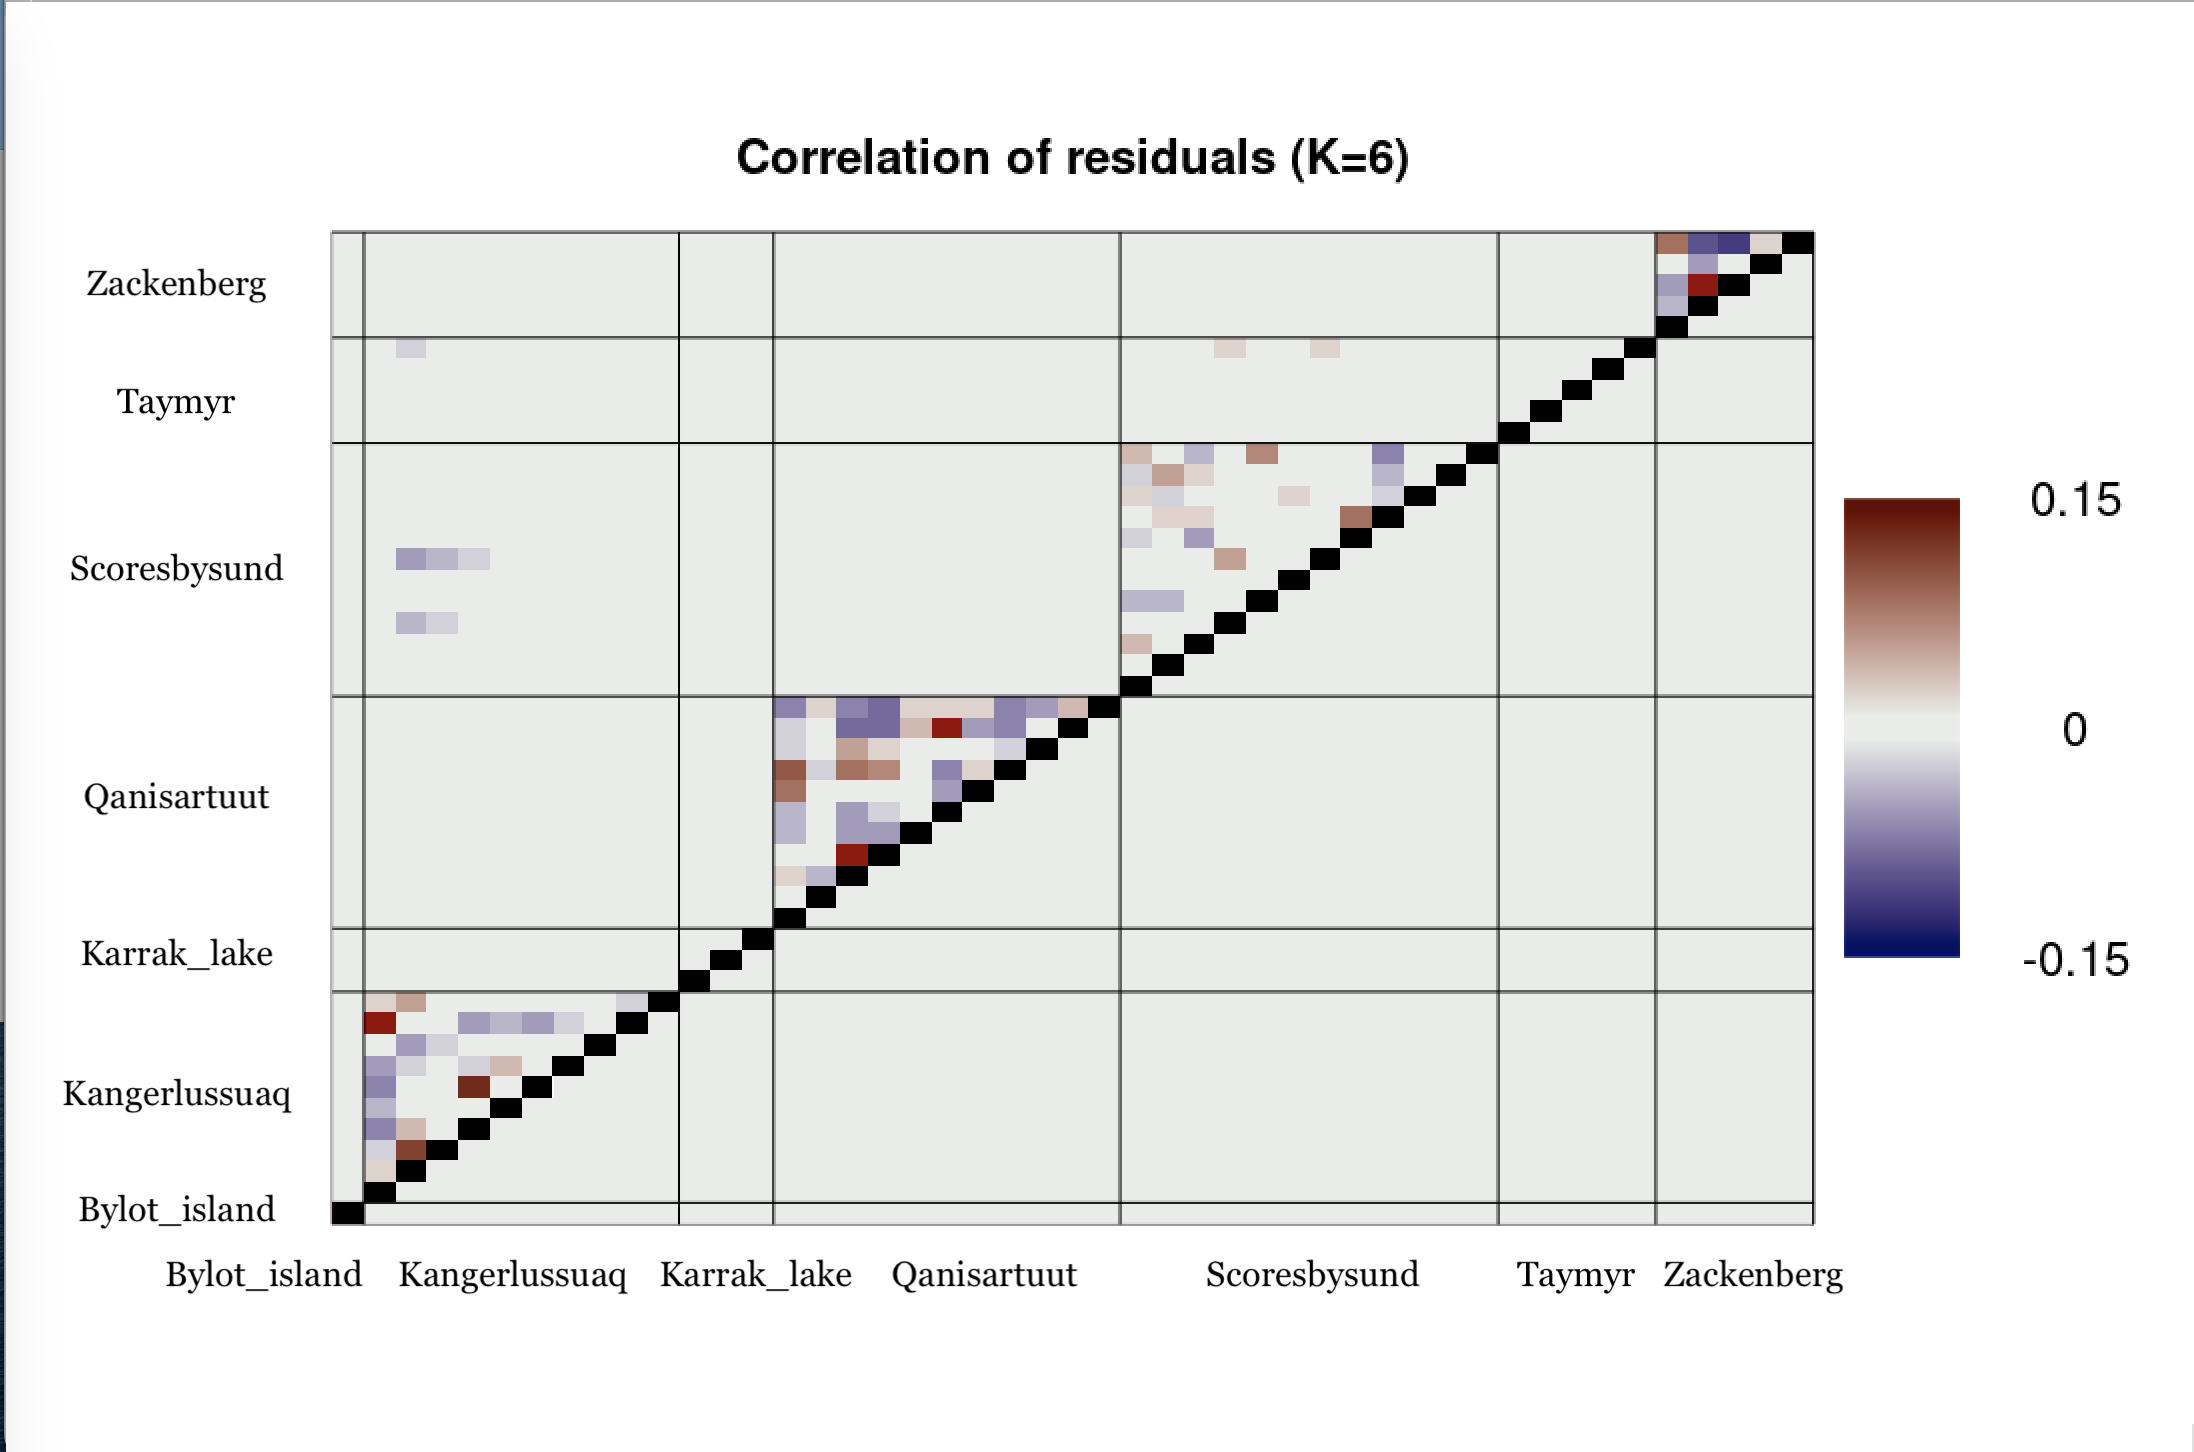 Correlation of residuals (K=6)
Zackenberg
Taymyr
Scoresbysund
Qanisartuut
Karrak_lake
Kangerlussuaq
Bylot_island
Bylot_island Kangerlussuaq Karrak_lake Qanisartuut Scoresbysund Taymyr Zackenberg
0.15
0
-0.15